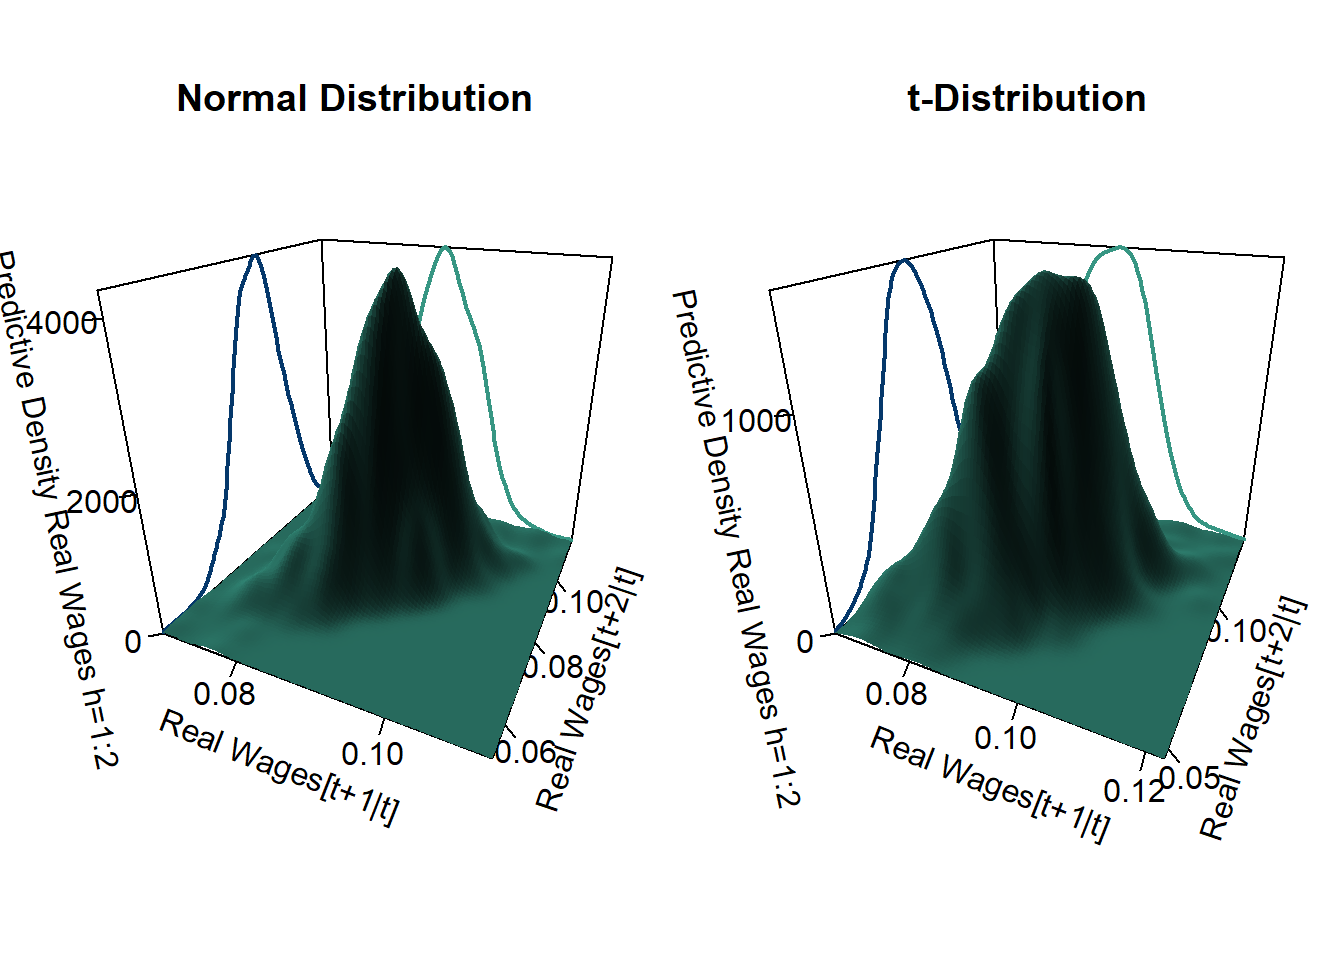 Normal Distribution
Predictive Density Real Wages h=1:2
4000
2000
0
0.08
0.10
Real Wages[t+1|t]
0.06
0.08
0.10
Real Wages[t+2|t]
t-Distribution
Predictive Density Real Wages h=1:2
1000
0
0.08
0.10
0.12
Real Wages[t+1|t]
0.05
0.10
Real Wages[t+2|t]